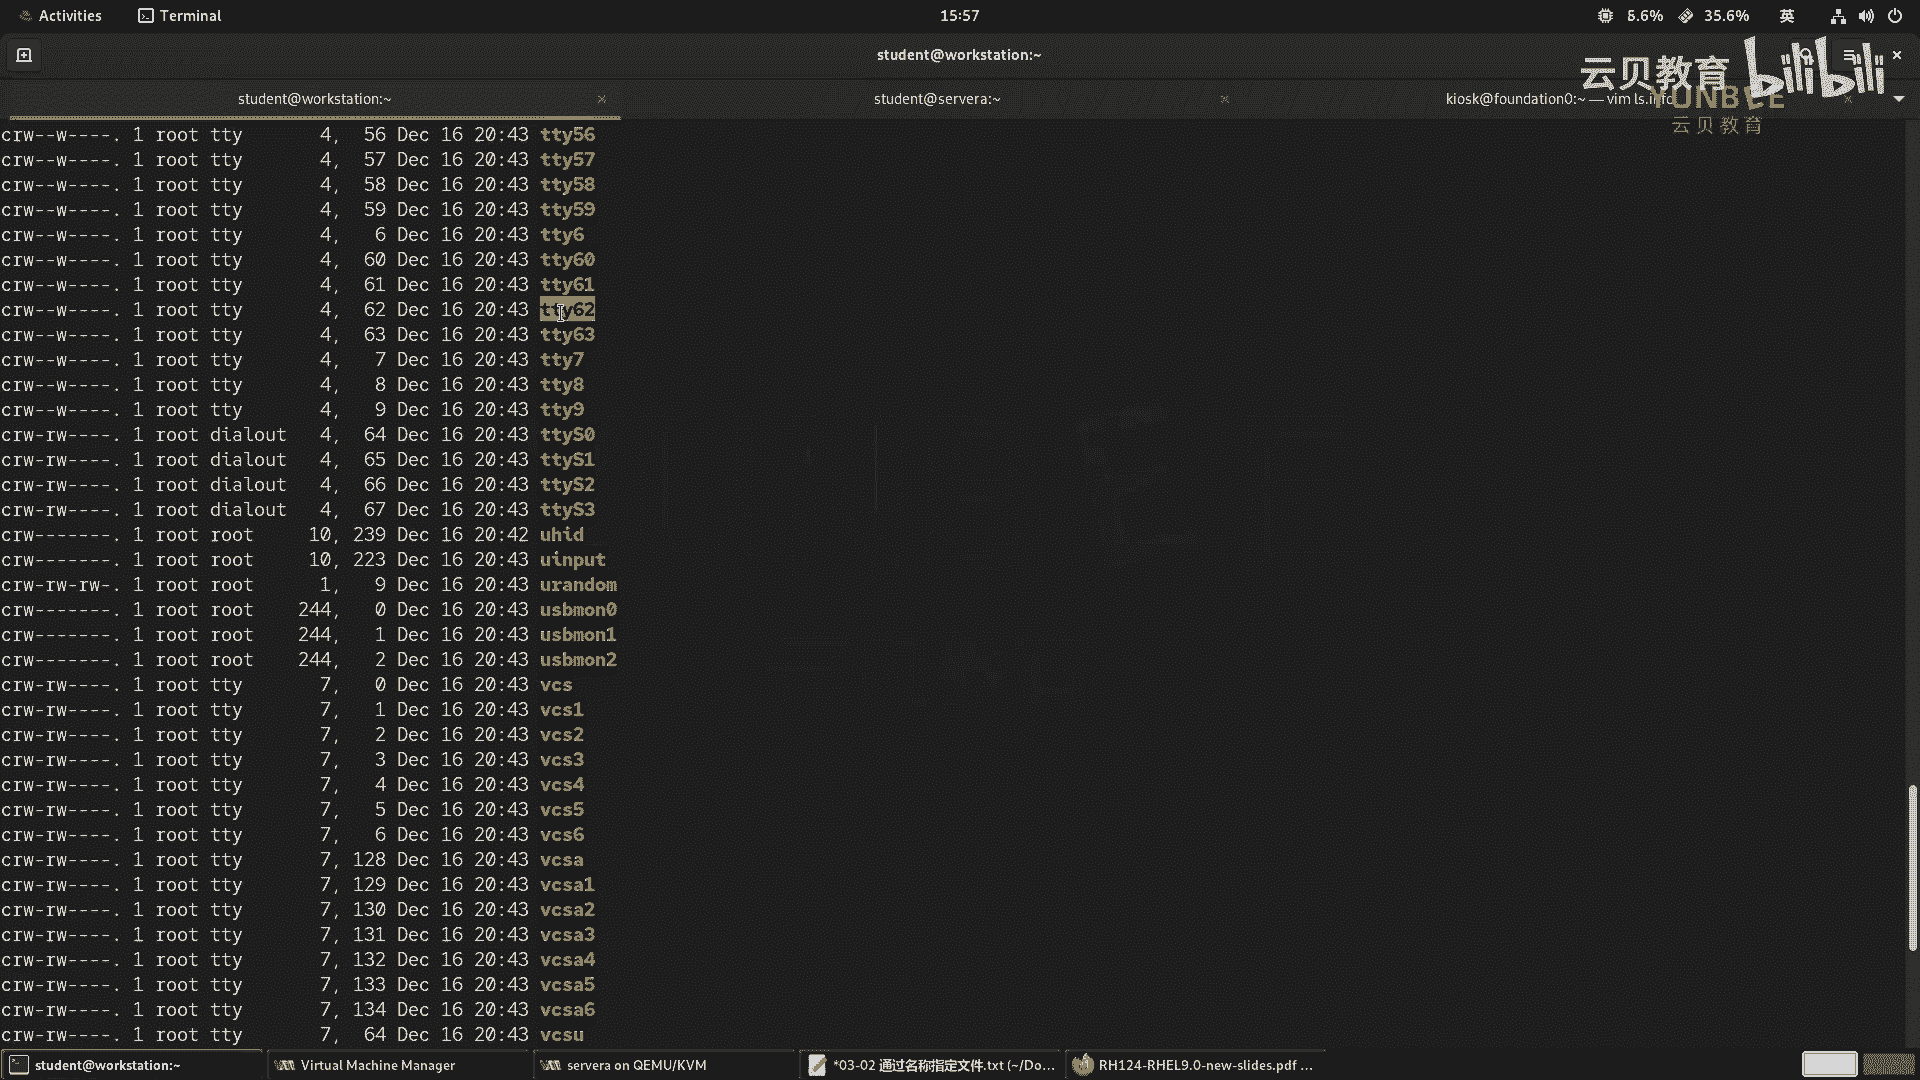 Activities Terminal 15:57 5.6% 35.6% 英
student@workstation:~
云贝教育 bilibili
student@workstation:~ × student@servera:~ × kiosk@foundation0:~ — vim ls.info ×
YUNBEE
云贝教育
crw--w----. 1 root tty 4, 56 Dec 16 20:43 tty56
crw--w----. 1 root tty 4, 57 Dec 16 20:43 tty57
crw--w----. 1 root tty 4, 58 Dec 16 20:43 tty58
crw--w----. 1 root tty 4, 59 Dec 16 20:43 tty59
crw--w----. 1 root tty 4, 6 Dec 16 20:43 tty6
crw--w----. 1 root tty 4, 60 Dec 16 20:43 tty60
crw--w----. 1 root tty 4, 61 Dec 16 20:43 tty61
crw--w----. 1 root tty 4, 62 Dec 16 20:43 tty62
crw--w----. 1 root tty 4, 63 Dec 16 20:43 tty63
crw--w----. 1 root tty 4, 7 Dec 16 20:43 tty7
crw--w----. 1 root tty 4, 8 Dec 16 20:43 tty8
crw--w----. 1 root tty 4, 9 Dec 16 20:43 tty9
crw-rw----. 1 root dialout 4, 64 Dec 16 20:43 ttyS0
crw-rw----. 1 root dialout 4, 65 Dec 16 20:43 ttyS1
crw-rw----. 1 root dialout 4, 66 Dec 16 20:43 ttyS2
crw-rw----. 1 root dialout 4, 67 Dec 16 20:43 ttyS3
crw-------. 1 root root 10, 239 Dec 16 20:42 uhid
crw-------. 1 root root 10, 223 Dec 16 20:43 uinput
crw-rw-rw-. 1 root root 1, 9 Dec 16 20:43 urandom
crw-------. 1 root root 244, 0 Dec 16 20:43 usbmon0
crw-------. 1 root root 244, 1 Dec 16 20:43 usbmon1
crw-------. 1 root root 244, 2 Dec 16 20:43 usbmon2
crw-rw----. 1 root tty 7, 0 Dec 16 20:43 vcs
crw-rw----. 1 root tty 7, 1 Dec 16 20:43 vcs1
crw-rw----. 1 root tty 7, 2 Dec 16 20:43 vcs2
crw-rw----. 1 root tty 7, 3 Dec 16 20:43 vcs3
crw-rw----. 1 root tty 7, 4 Dec 16 20:43 vcs4
crw-rw----. 1 root tty 7, 5 Dec 16 20:43 vcs5
crw-rw----. 1 root tty 7, 6 Dec 16 20:43 vcs6
crw-rw----. 1 root tty 7, 128 Dec 16 20:43 vcsa
crw-rw----. 1 root tty 7, 129 Dec 16 20:43 vcsa1
crw-rw----. 1 root tty 7, 130 Dec 16 20:43 vcsa2
crw-rw----. 1 root tty 7, 131 Dec 16 20:43 vcsa3
crw-rw----. 1 root tty 7, 132 Dec 16 20:43 vcsa4
crw-rw----. 1 root tty 7, 133 Dec 16 20:43 vcsa5
crw-rw----. 1 root tty 7, 134 Dec 16 20:43 vcsa6
crw-rw----. 1 root tty 7, 64 Dec 16 20:43 vcsu
student@workstation:~ Virtual Machine Manager servera on QEMU/KVM *03-02 通过名称指定文件.txt (~/Do... RH124-RHEL9.0-new-slides.pdf ...